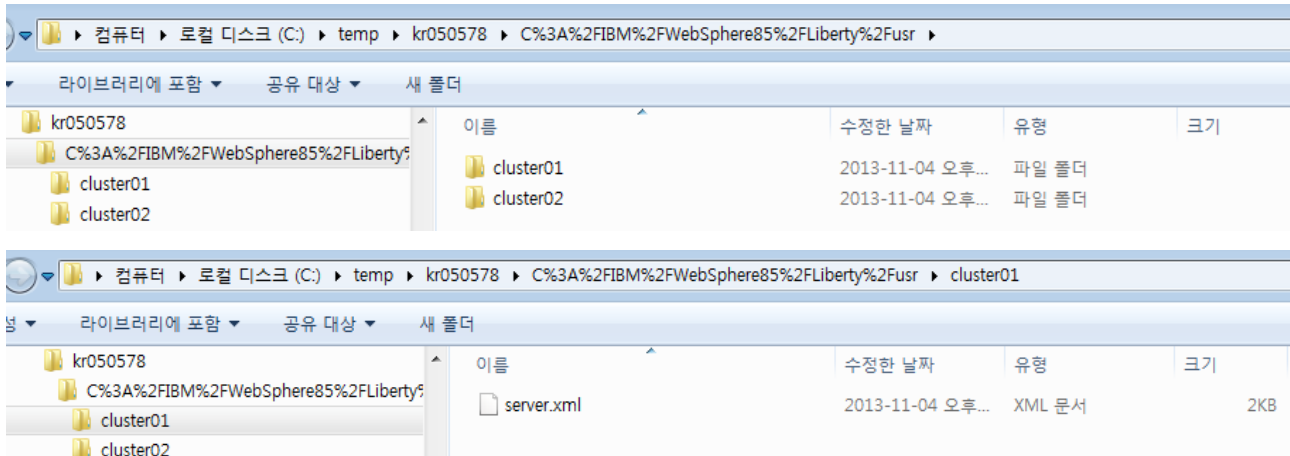 컴퓨터 ▸ 로컬 디스크 (C:) ▸ temp ▸ kr050578 ▸ C%3A%2FIBM%2FWebSphere85%2FLiberty%2Fusr ▸
라이브러리에 포함 ▾ 공유 대상 ▾ 새 폴더
kr050578
C%3A%2FIBM%2FWebSphere85%2FLiberty%
cluster01
cluster02
이름 수정한 날짜 유형 크기
cluster01 2013-11-04 오후... 파일 폴더
cluster02 2013-11-04 오후... 파일 폴더
컴퓨터 ▸ 로컬 디스크 (C:) ▸ temp ▸ kr050578 ▸ C%3A%2FIBM%2FWebSphere85%2FLiberty%2Fusr ▸ cluster01
성 ▾ 라이브러리에 포함 ▾ 공유 대상 ▾ 새 폴더
kr050578
C%3A%2FIBM%2FWebSphere85%2FLiberty%
cluster01
cluster02
이름 수정한 날짜 유형 크기
server.xml 2013-11-04 오후... XML 문서 2KB